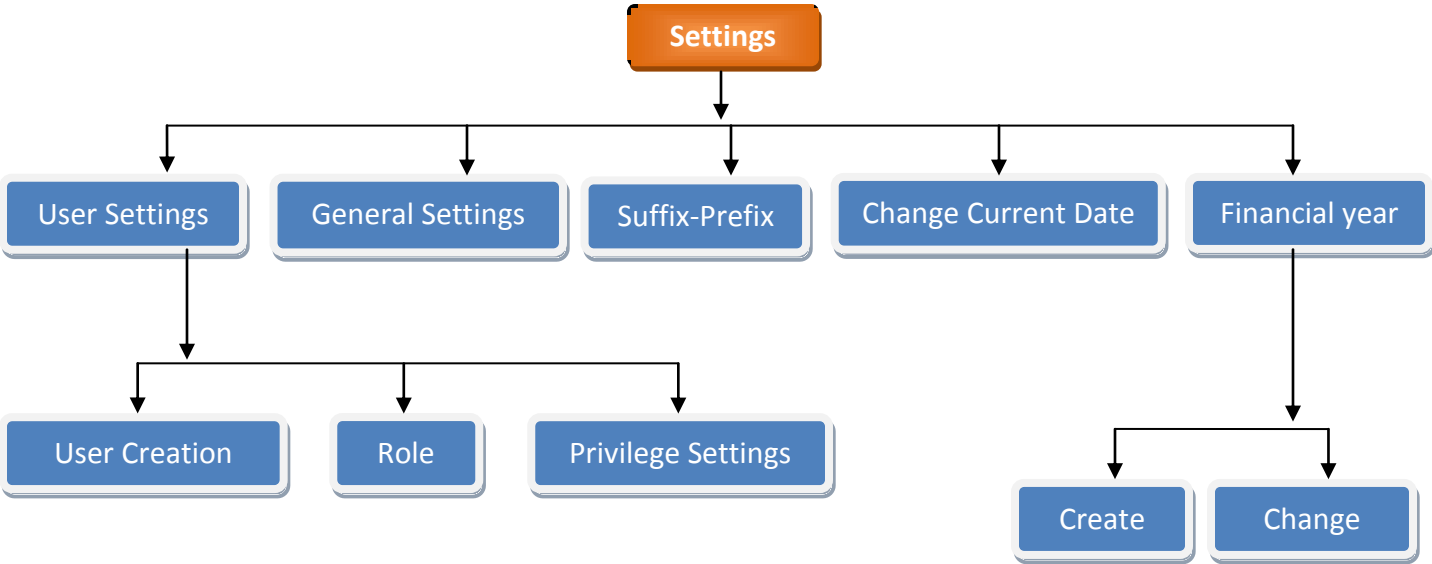 Settings
User Settings
General Settings
Suffix-Prefix
Change Current Date
Financial year
User Creation
Role
Privilege Settings
Create
Change